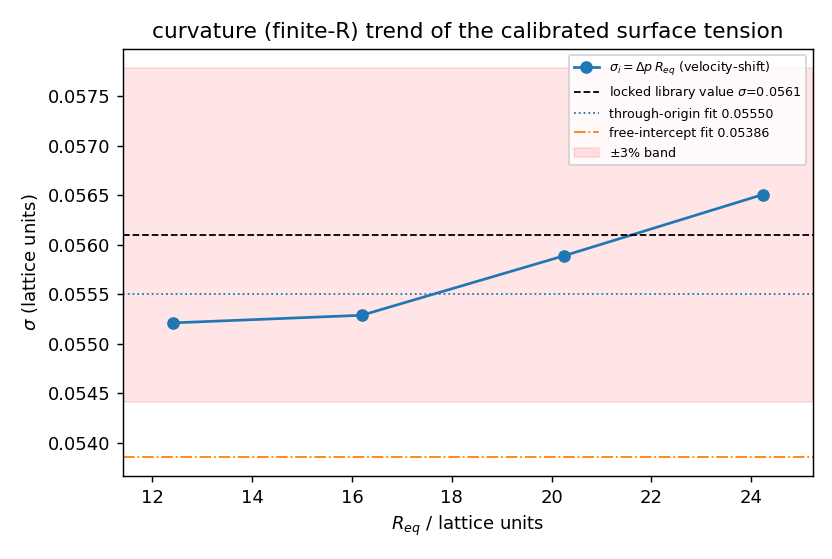 curvature (finite-R) trend of the calibrated surface tension
σᵢ = Δp R_eq (velocity-shift)
locked library value σ=0.0561
through-origin fit 0.05550
free-intercept fit 0.05386
±3% band
σ (lattice units)
0.0575
0.0570
0.0565
0.0560
0.0555
0.0550
0.0545
0.0540
12 14 16 18 20 22 24
R_eq / lattice units